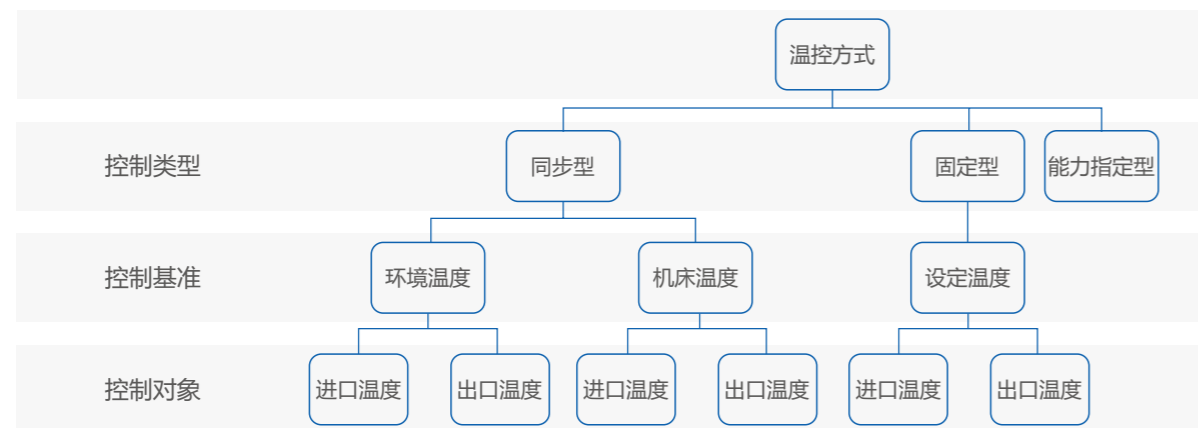 温控方式
控制类型
同步型
固定型
能力指定型
控制基准
环境温度
机床温度
设定温度
控制对象
进口温度
出口温度
进口温度
出口温度
进口温度
出口温度